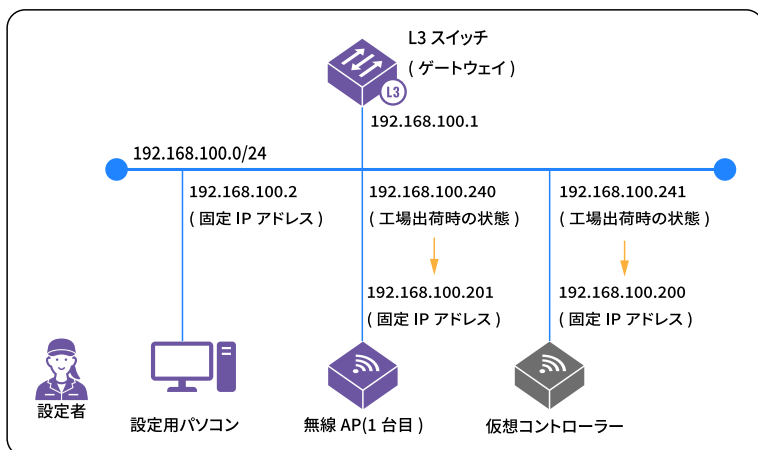 L3 スイッチ
( ゲートウェイ )
L3
192.168.100.1
192.168.100.0/24
192.168.100.2
( 固定 IP アドレス )
192.168.100.240
( 工場出荷時の状態 )
192.168.100.241
( 工場出荷時の状態 )
192.168.100.201
( 固定 IP アドレス )
192.168.100.200
( 固定 IP アドレス )
設定者
設定用パソコン
無線 AP(1 台目 )
仮想コントローラー